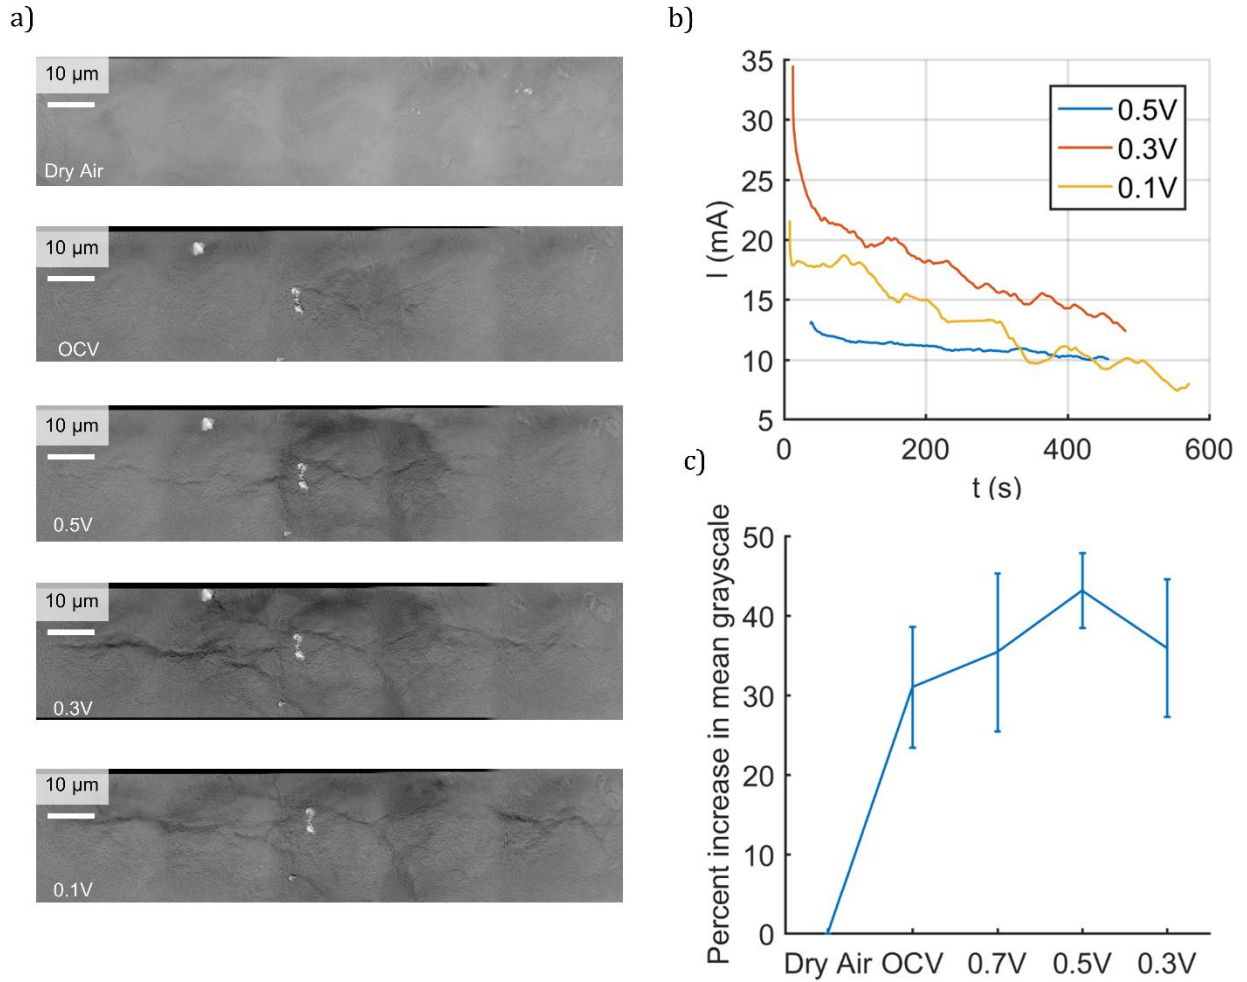 a)
10 µm
Dry Air
10 µm
OCV
10 µm
0.5V
10 µm
0.3V
10 µm
0.1V
b)
35
30
25
20
15
10
5
I (mA)
0.5V
0.3V
0.1V
0 200 400 600
t (s)
c)
50
40
30
20
10
0
Percent increase in mean grayscale
Dry Air OCV 0.7V 0.5V 0.3V